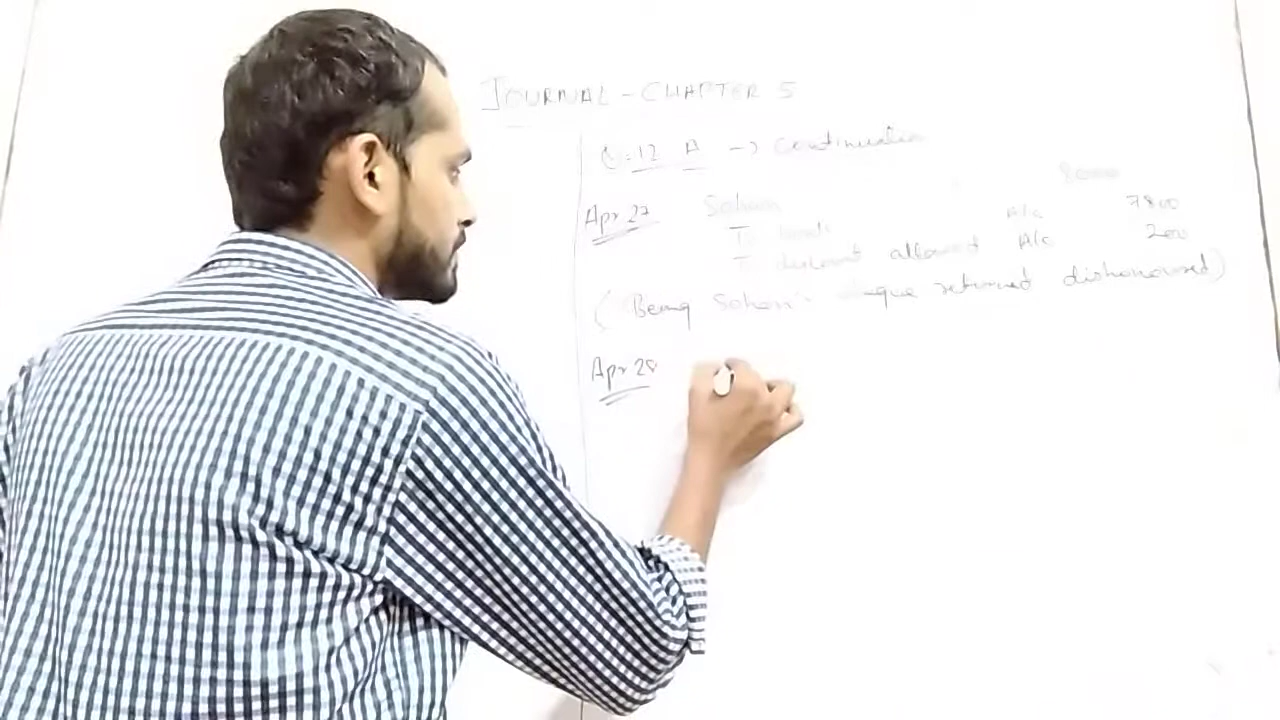 JOURNAL - CHAPTER 5
Q.12 A → Continuation
8000
Apr 27 Sohan
To A/c 7800
To discount allowed A/c 200
(Being Sohan's cheque returned dishonoured)
Apr 28